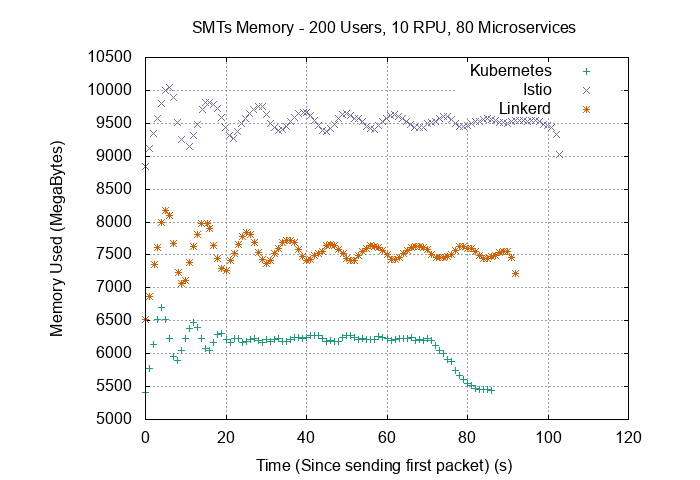 SMTs Memory - 200 Users, 10 RPU, 80 Microservices
Kubernetes
Istio
Linkerd
10500
10000
9500
9000
8500
8000
7500
7000
6500
6000
5500
5000
Memory Used (MegaBytes)
0 20 40 60 80 100 120
Time (Since sending first packet) (s)